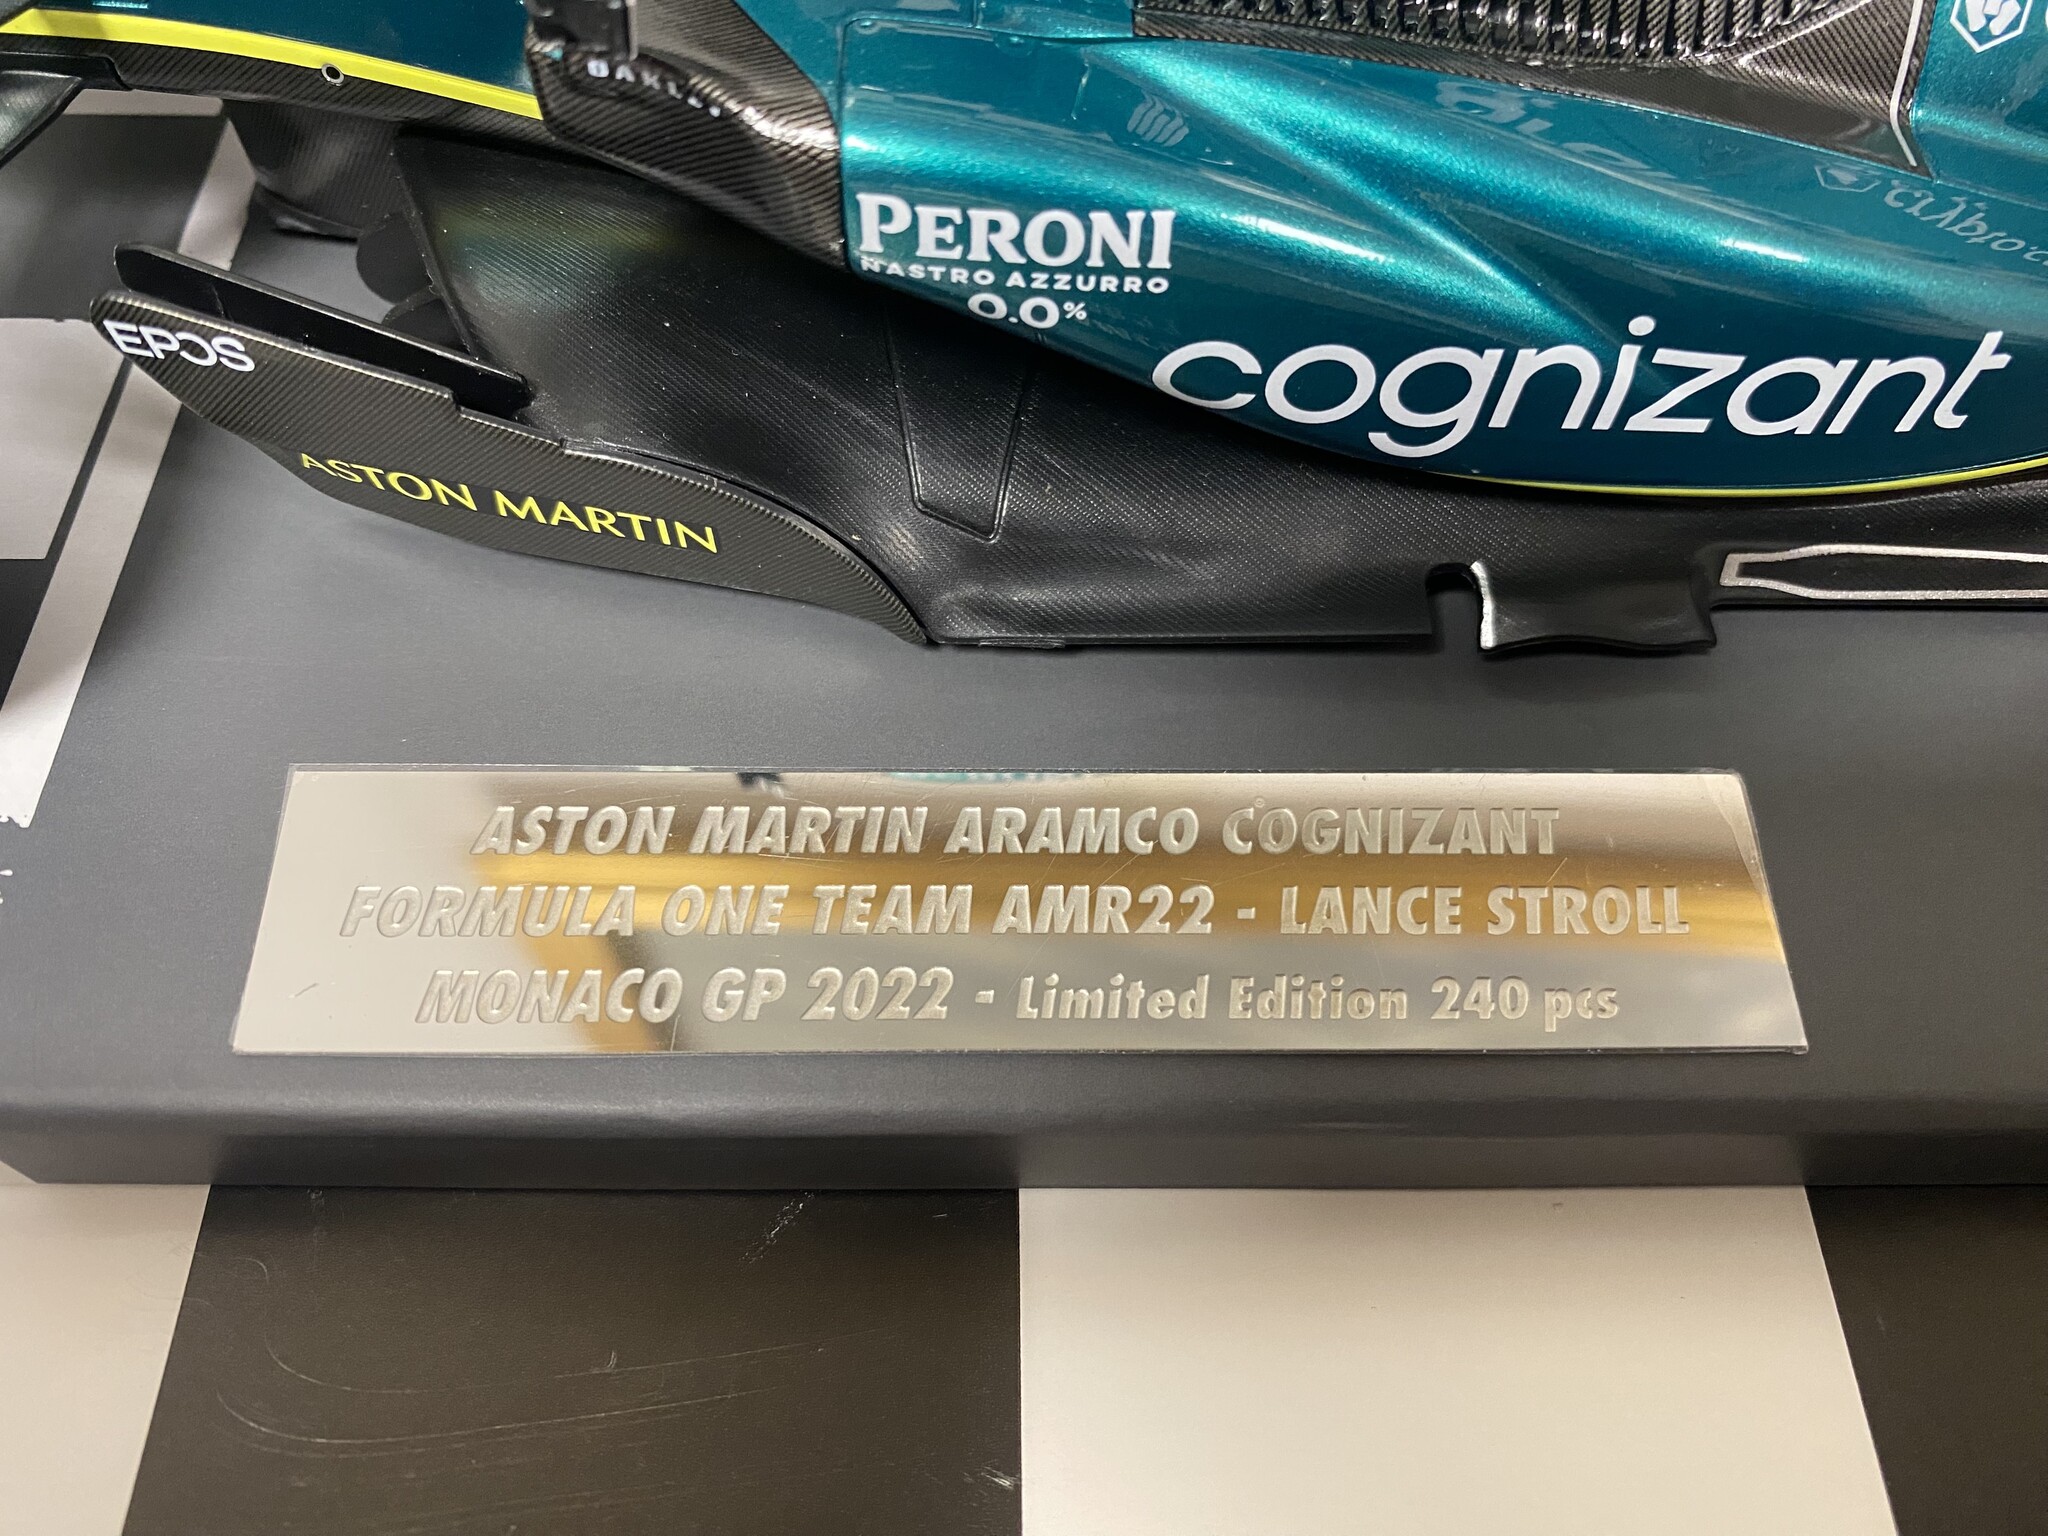 OAKLEY
PERONI
NASTRO AZZURRO
0.0%
cognizant
EPOS
ASTON MARTIN
ASTON MARTIN ARAMCO COGNIZANT
FORMULA ONE TEAM AMR22 - LANCE STROLL
MONACO GP 2022 - Limited Edition 240 pcs